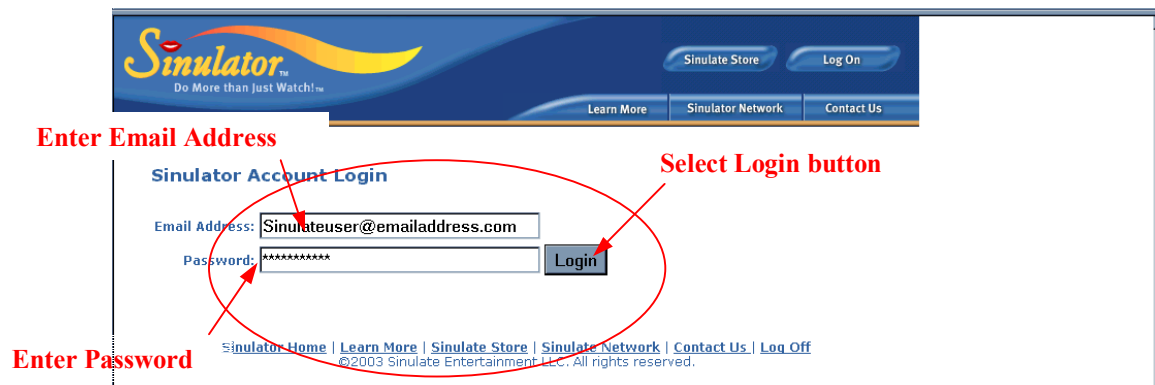 Sinulator™
Do More than Just Watch!™
Sinulate Store
Log On
Learn More
Sinulator Network
Contact Us
Enter Email Address
Select Login button
Sinulator Account Login
Email Address: Sinulateuser@emailaddress.com
Password: *********** Login
Enter Password
Sinulator Home | Learn More | Sinulate Store | Sinulate Network | Contact Us | Log Off
©2003 Sinulate Entertainment LLC. All rights reserved.